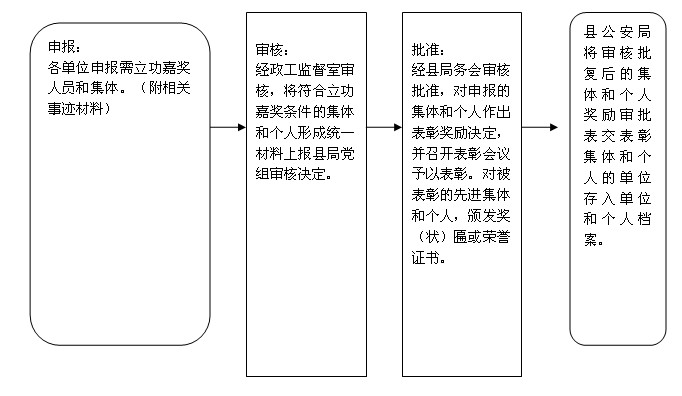 申报：
各单位申报需立功嘉奖
人员和集体。（附相关
事迹材料）
审核：
经政工监督室审
核，将符合立功
嘉奖条件的集体
和个人形成统一
材料上报县局党
组审核决定。
批准：
经县局务会审核
批准，对申报的
集体和个人作出
表彰奖励决定，
并召开表彰会议
予以表彰。对被
表彰的先进集体
和个人，颁发奖
（状）匾或荣誉
证书。
县公安局
将审核批
复后的集
体和个人
奖励审批
表交表彰
集体和个
人的单位
存入单位
和个人档
案。